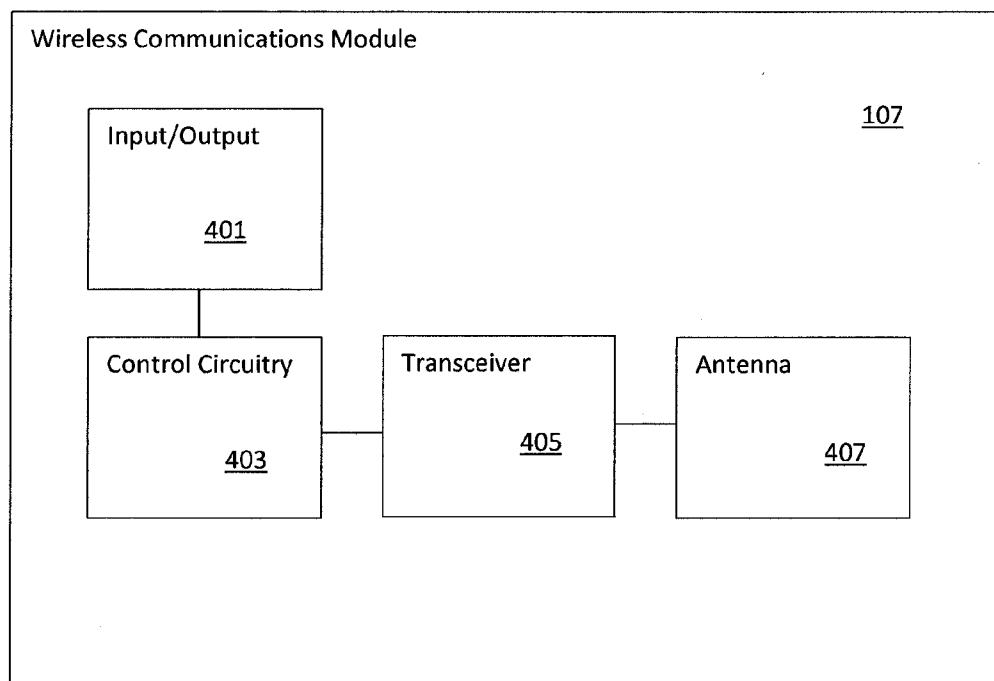 Wireless Communications Module
107
Input/Output
401
Control Circuitry
403
Transceiver
405
Antenna
407